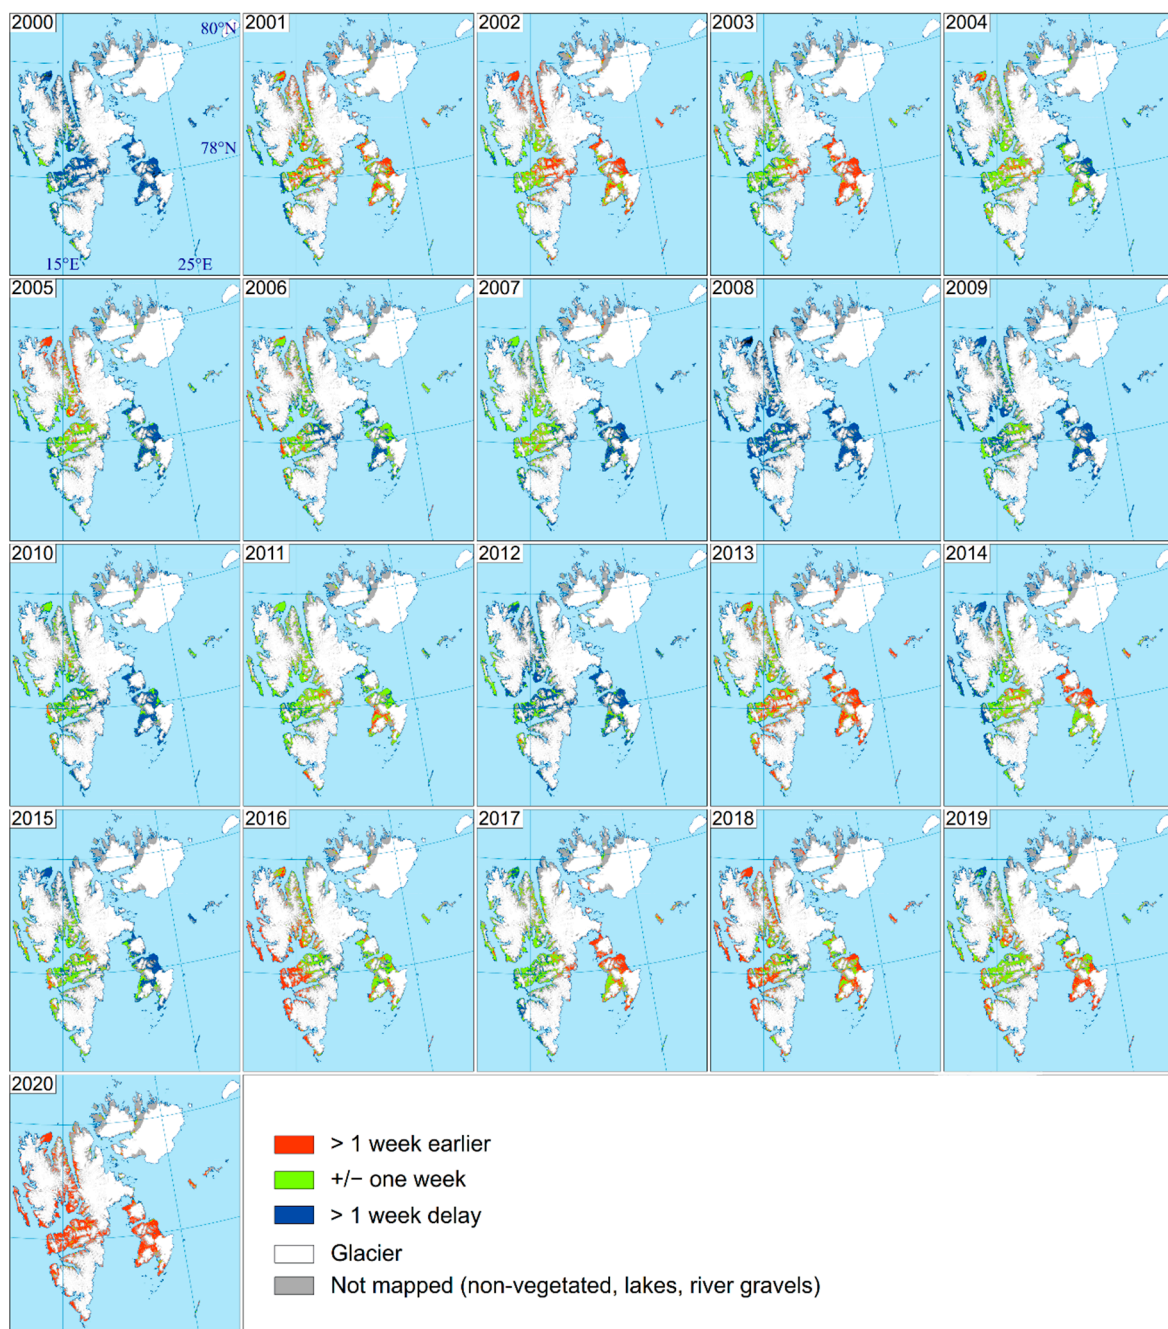 2000
80°N
78°N
15°E
25°E
2001
2002
2003
2004
2005
2006
2007
2008
2009
2010
2011
2012
2013
2014
2015
2016
2017
2018
2019
2020
> 1 week earlier
+/− one week
> 1 week delay
Glacier
Not mapped (non-vegetated, lakes, river gravels)